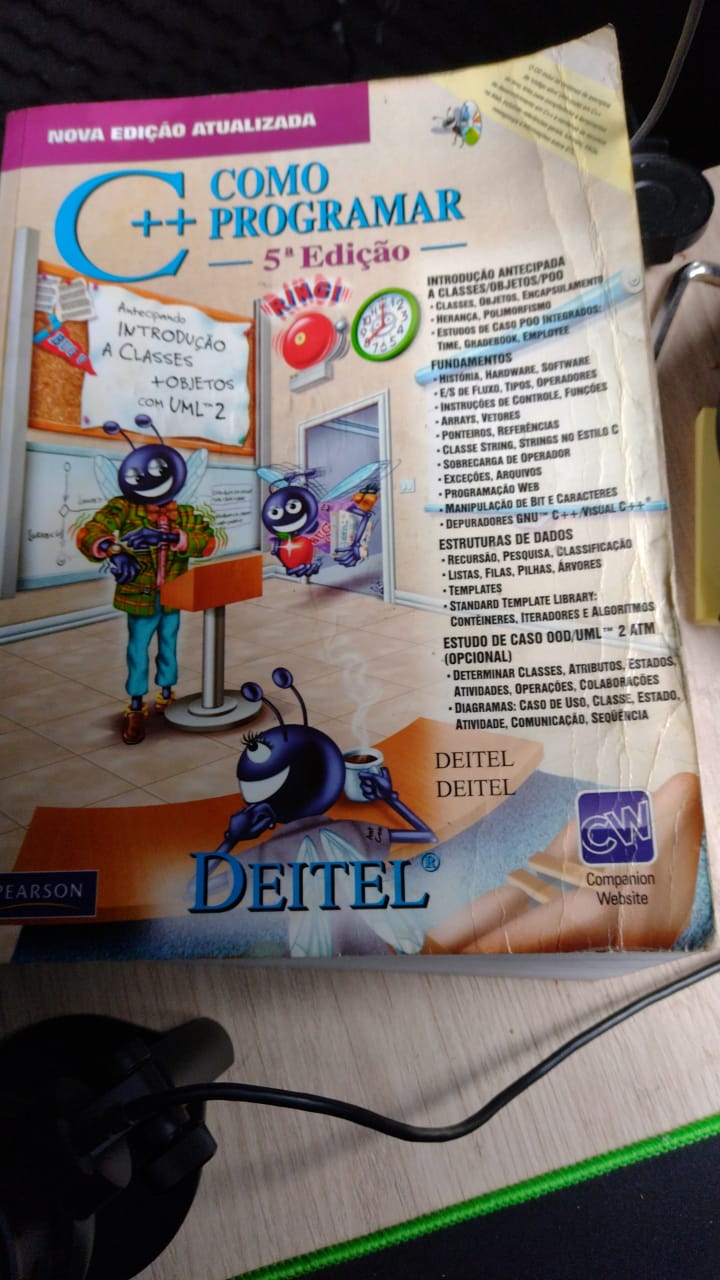 NOVA EDIÇÃO ATUALIZADA
C++ COMO
PROGRAMAR
5ª Edição
Antecipando
INTRODUÇÃO
A CLASSES
+OBJETOS
COM UML™ 2
RING!
INTRODUÇÃO ANTECIPADA
A CLASSES/OBJETOS/POO
• CLASSES, OBJETOS, ENCAPSULAMENTO
• HERANÇA, POLIMORFISMO
• ESTUDOS DE CASO POO INTEGRADOS:
TIME, GRADEBOOK, EMPLOYEE
FUNDAMENTOS
• HISTÓRIA, HARDWARE, SOFTWARE
• E/S DE FLUXO, TIPOS, OPERADORES
• INSTRUÇÕES DE CONTROLE, FUNÇÕES
• ARRAYS, VETORES
• PONTEIROS, REFERÊNCIAS
• CLASSE STRING, STRINGS NO ESTILO C
• SOBRECARGA DE OPERADOR
• EXCEÇÕES, ARQUIVOS
• PROGRAMAÇÃO WEB
• MANIPULAÇÃO DE BIT E CARACTERES
• DEPURADORES GNU™ C++/VISUAL C++®
ESTRUTURAS DE DADOS
• RECURSÃO, PESQUISA, CLASSIFICAÇÃO
• LISTAS, FILAS, PILHAS, ÁRVORES
• TEMPLATES
• STANDARD TEMPLATE LIBRARY:
CONTÊINERES, ITERADORES E ALGORITMOS
ESTUDO DE CASO OOD/UML™ 2 ATM
(OPCIONAL)
• DETERMINAR CLASSES, ATRIBUTOS, ESTADOS,
ATIVIDADES, OPERAÇÕES, COLABORAÇÕES
• DIAGRAMAS: CASO DE USO, CLASSE, ESTADO,
ATIVIDADE, COMUNICAÇÃO, SEQÜÊNCIA
DEITEL
DEITEL
DEITEL®
PEARSON
CW
Companion
Website